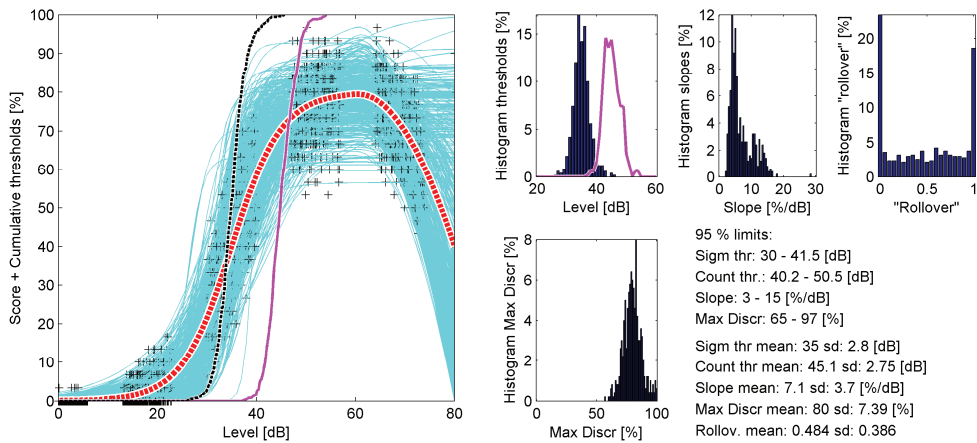 Score + Cumulative thresholds [%]
100
90
80
70
60
50
40
30
20
10
0
0 20 40 60 80
Level [dB]
Histogram thresholds [%]
15
10
5
0
20 40 60
Level [dB]
Histogram slopes [%]
12
10
8
6
4
2
0
0 10 20 30
Slope [%/dB]
Histogram "rollover" [%]
20
15
10
5
0
0 0.5 1
"Rollover"
Histogram Max Discr [%]
8
6
4
2
0
0 50 100
Max Discr [%]
95 % limits:
Sigm thr: 30 - 41.5 [dB]
Count thr.: 40.2 - 50.5 [dB]
Slope: 3 - 15 [%/dB]
Max Discr: 65 - 97 [%]
Sigm thr mean: 35 sd: 2.8 [dB]
Count thr mean: 45.1 sd: 2.75 [dB]
Slope mean: 7.1 sd: 3.7 [%/dB]
Max Discr mean: 80 sd: 7.39 [%]
Rollov. mean: 0.484 sd: 0.386